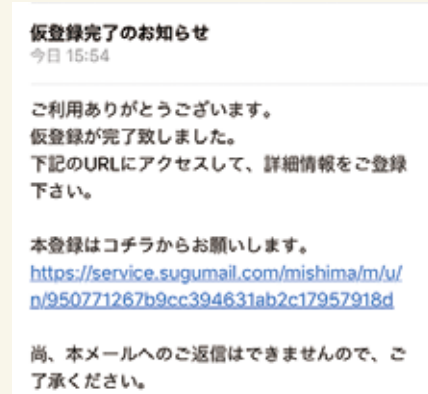 仮登録完了のお知らせ
今日 15:54
ご利用ありがとうございます。
仮登録が完了致しました。
下記のURLにアクセスして、詳細情報をご登録
下さい。
本登録はコチラからお願いします。
https://service.sugumail.com/mishima/m/u/
n/950771267b9cc394631ab2c17957918d
尚、本メールへのご返信はできませんので、ご
了承ください。